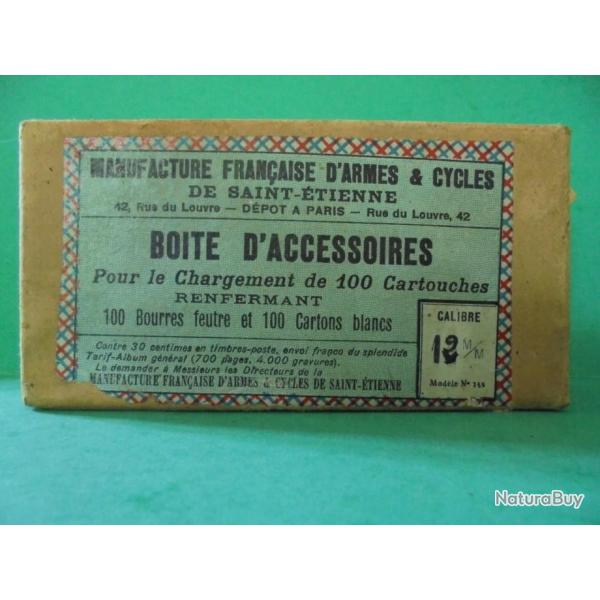 MANUFACTURE FRANÇAISE D'ARMES & CYCLES
DE SAINT-ÉTIENNE
42, Rue du Louvre — DÉPOT A PARIS — Rue du Louvre, 42
BOITE D'ACCESSOIRES
Pour le Chargement de 100 Cartouches
RENFERMANT
100 Bourres feutre et 100 Cartons blancs
Contre 30 centimes en timbres-poste, envoi franco du splendide
Tarif-Album général (700 pages, 4.000 gravures).
Le demander à Messieurs les Directeurs de la
MANUFACTURE FRANÇAISE D'ARMES & CYCLES DE SAINT-ÉTIENNE
CALIBRE
12 M/M
Modèle N°
NaturaBuy